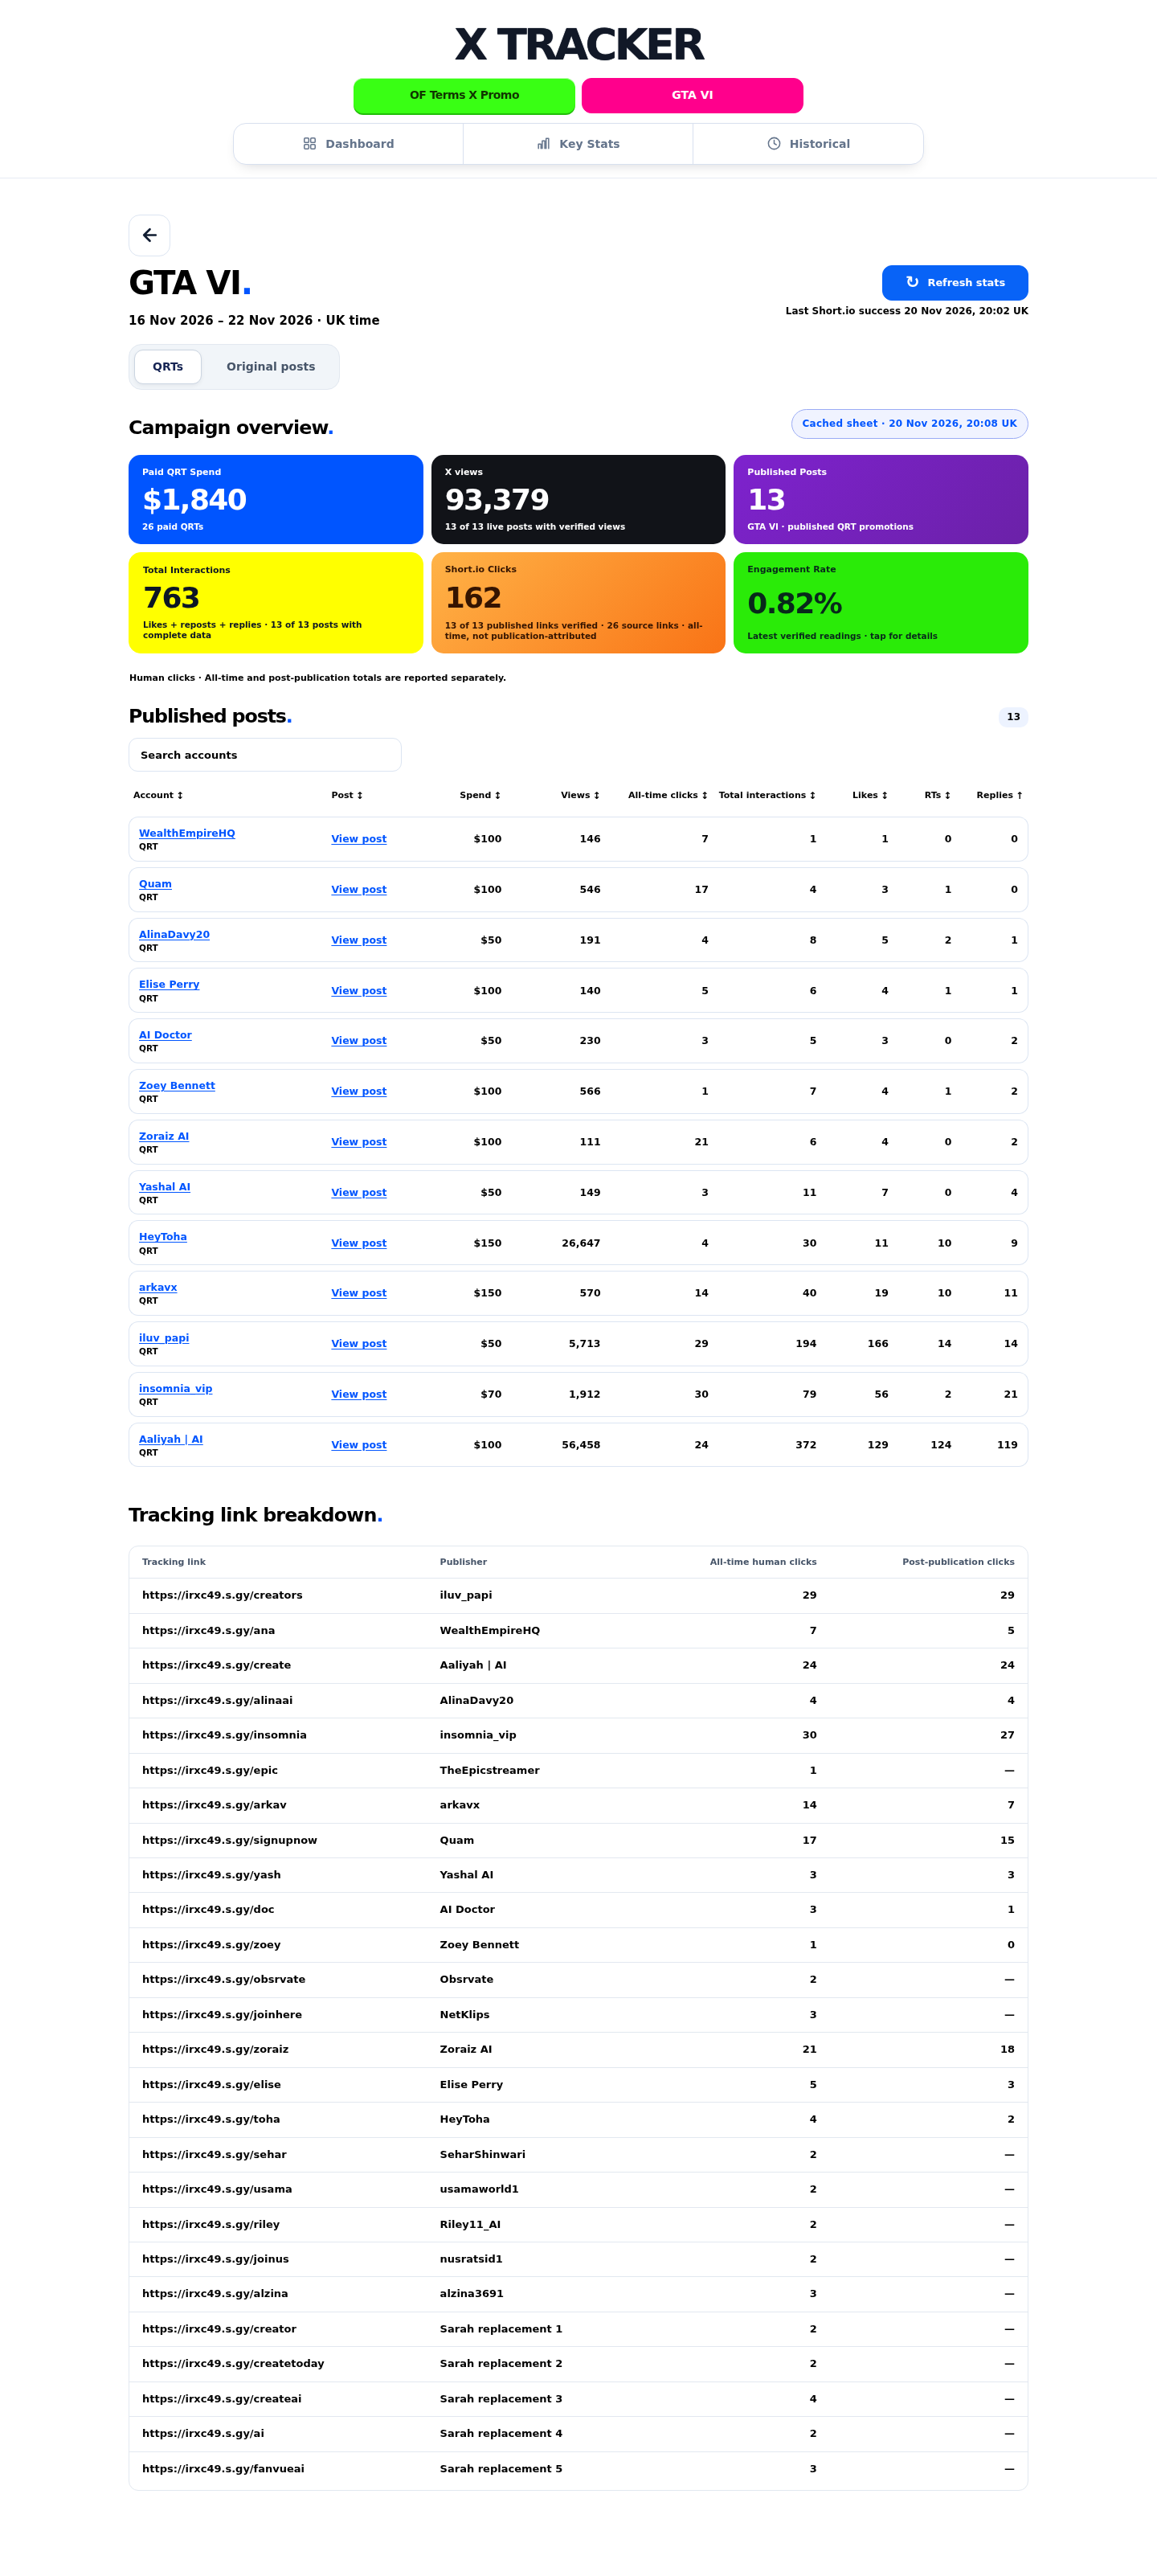 X TRACKER
OF Terms X Promo
GTA VI
Dashboard
Key Stats
Historical
GTA VI.
16 Nov 2026 – 22 Nov 2026 · UK time
↻ Refresh stats
Last Short.io success 20 Nov 2026, 20:02 UK
QRTs
Original posts
Campaign overview.
Cached sheet · 20 Nov 2026, 20:08 UK
Paid QRT Spend
$1,840
26 paid QRTs
X views
93,379
13 of 13 live posts with verified views
Published Posts
13
GTA VI · published QRT promotions
Total Interactions
763
Likes + reposts + replies · 13 of 13 posts with
complete data
Short.io Clicks
162
13 of 13 published links verified · 26 source links · all-
time, not publication-attributed
Engagement Rate
0.82%
Latest verified readings · tap for details
Human clicks · All-time and post-publication totals are reported separately.
Published posts.
13
Search accounts
Account ↕ Post ↕ Spend ↕ Views ↕ All-time clicks ↕ Total interactions ↕ Likes ↕ RTs ↕ Replies ↑
WealthEmpireHQ
QRT
View post $100 146 7 1 1 0 0
Quam
QRT
View post $100 546 17 4 3 1 0
AlinaDavy20
QRT
View post $50 191 4 8 5 2 1
Elise Perry
QRT
View post $100 140 5 6 4 1 1
AI Doctor
QRT
View post $50 230 3 5 3 0 2
Zoey Bennett
QRT
View post $100 566 1 7 4 1 2
Zoraiz AI
QRT
View post $100 111 21 6 4 0 2
Yashal AI
QRT
View post $50 149 3 11 7 0 4
HeyToha
QRT
View post $150 26,647 4 30 11 10 9
arkavx
QRT
View post $150 570 14 40 19 10 11
iluv_papi
QRT
View post $50 5,713 29 194 166 14 14
insomnia_vip
QRT
View post $70 1,912 30 79 56 2 21
Aaliyah | AI
QRT
View post $100 56,458 24 372 129 124 119
Tracking link breakdown.
Tracking link Publisher All-time human clicks Post-publication clicks
https://irxc49.s.gy/creators iluv_papi 29 29
https://irxc49.s.gy/ana WealthEmpireHQ 7 5
https://irxc49.s.gy/create Aaliyah | AI 24 24
https://irxc49.s.gy/alinaai AlinaDavy20 4 4
https://irxc49.s.gy/insomnia insomnia_vip 30 27
https://irxc49.s.gy/epic TheEpicstreamer 1 —
https://irxc49.s.gy/arkav arkavx 14 7
https://irxc49.s.gy/signupnow Quam 17 15
https://irxc49.s.gy/yash Yashal AI 3 3
https://irxc49.s.gy/doc AI Doctor 3 1
https://irxc49.s.gy/zoey Zoey Bennett 1 0
https://irxc49.s.gy/obsrvate Obsrvate 2 —
https://irxc49.s.gy/joinhere NetKlips 3 —
https://irxc49.s.gy/zoraiz Zoraiz AI 21 18
https://irxc49.s.gy/elise Elise Perry 5 3
https://irxc49.s.gy/toha HeyToha 4 2
https://irxc49.s.gy/sehar SeharShinwari 2 —
https://irxc49.s.gy/usama usamaworld1 2 —
https://irxc49.s.gy/riley Riley11_AI 2 —
https://irxc49.s.gy/joinus nusratsid1 2 —
https://irxc49.s.gy/alzina alzina3691 3 —
https://irxc49.s.gy/creator Sarah replacement 1 2 —
https://irxc49.s.gy/createtoday Sarah replacement 2 2 —
https://irxc49.s.gy/createai Sarah replacement 3 4 —
https://irxc49.s.gy/ai Sarah replacement 4 2 —
https://irxc49.s.gy/fanvueai Sarah replacement 5 3 —